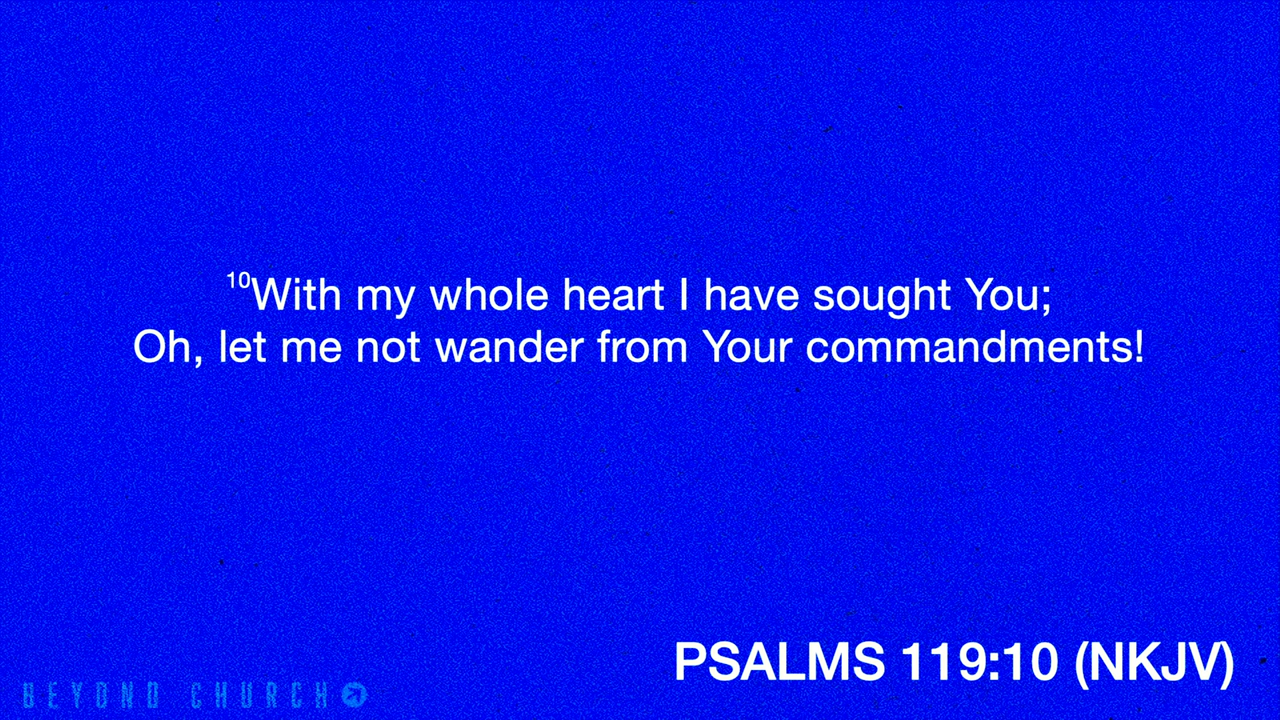 10With my whole heart I have sought You;
Oh, let me not wander from Your commandments!
PSALMS 119:10 (NKJV)
BEYOND CHURCH